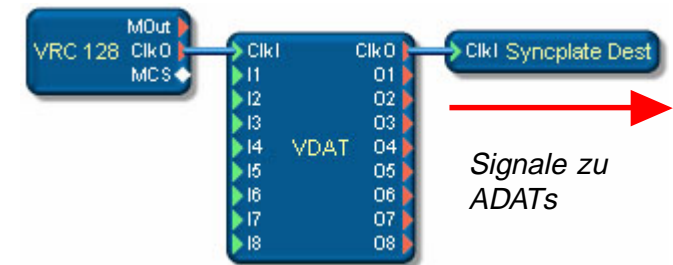 MOut
VRC 128 ClkO
MCS
ClkI ClkO
I1 O1
I2 O2
I3 O3
I4 VDAT O4
I5 O5
I6 O6
I7 O7
I8 O8
ClkI Syncplate Dest
Signale zu
ADATs